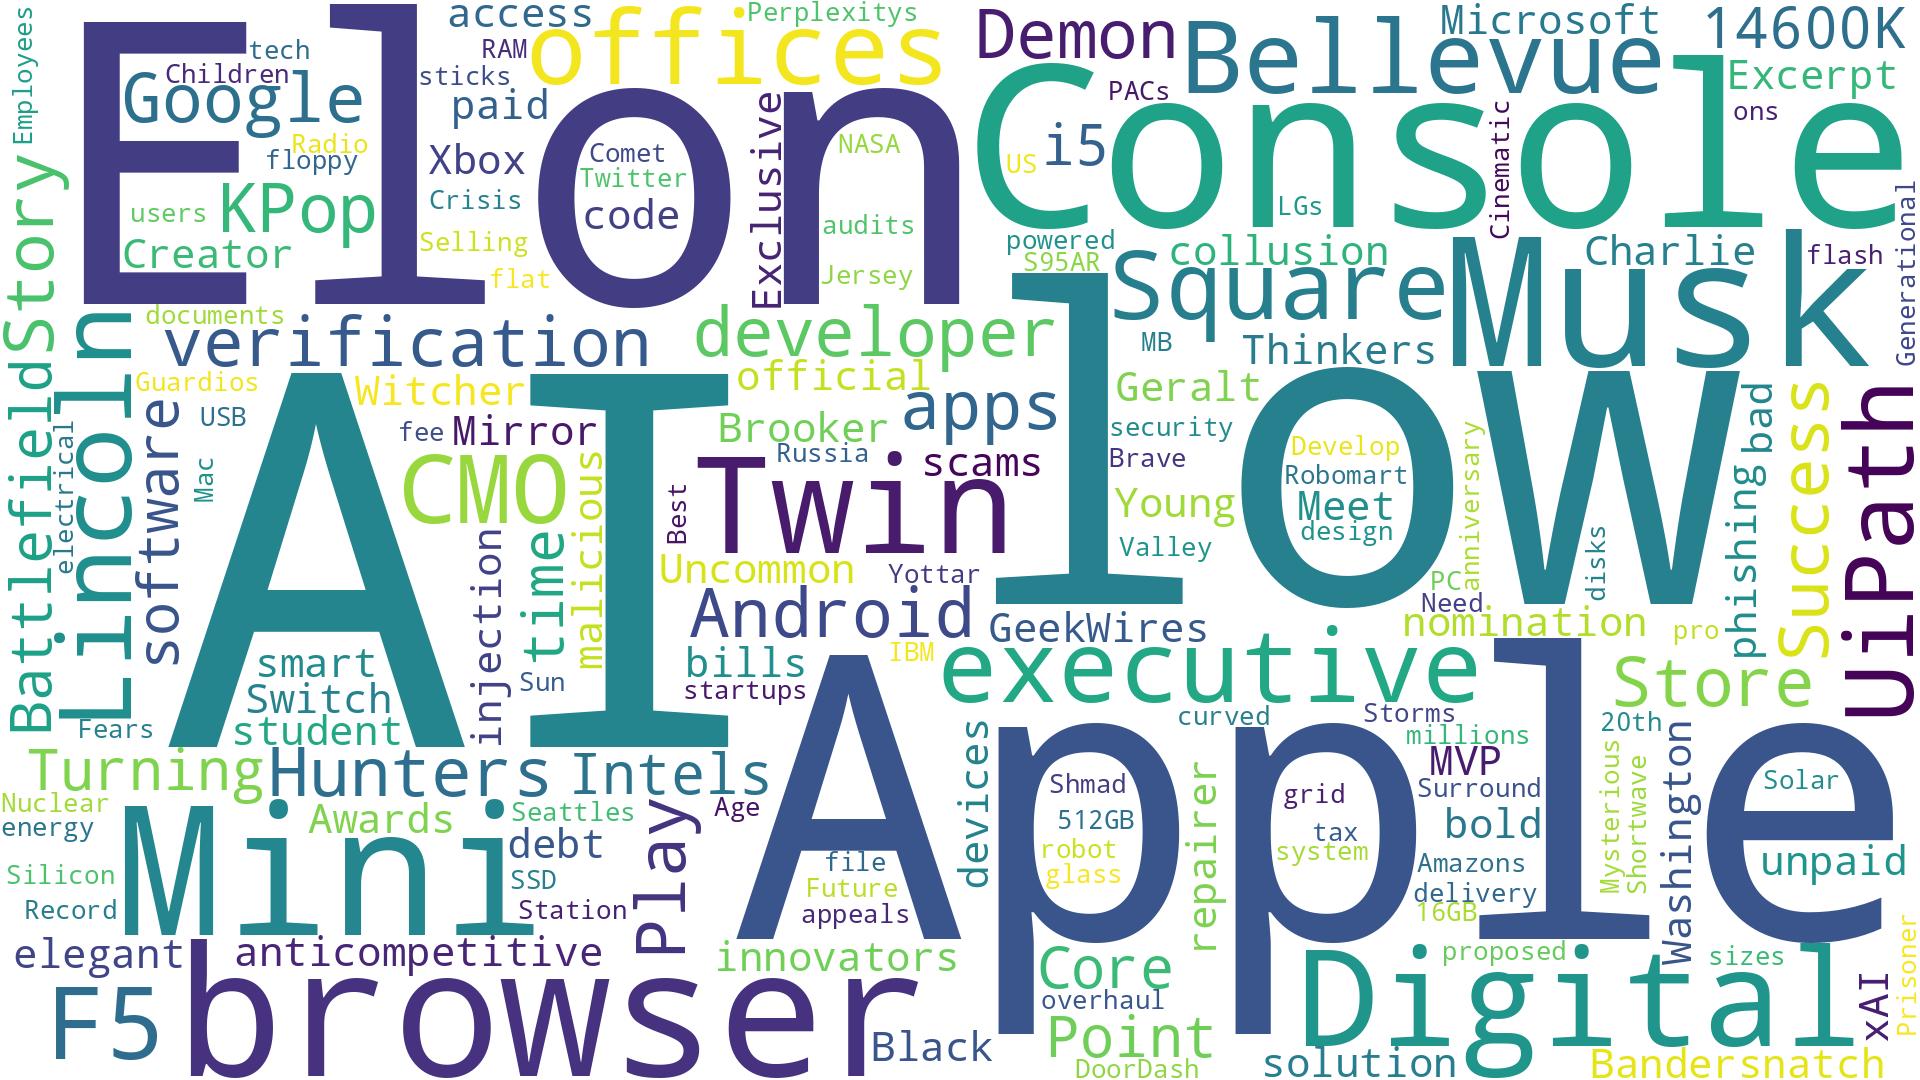 Elon
AI
low
Apple
Console
Musk
browser
Mini
Digital
Twin
Lincoln
UiPath
Bellevue
executive
offices
Square
developer
verification
Google
KPop
Creator
Xbox
paid
access
RAM
sticks
tech
Children
Radio
floppy
users
Employees
Story
Battlefield
Crisis
Selling
flat
Comet
Twitter
code
Perplexitys
Exclusive
NASA
audits
Jersey
Demon
PACs
US
i5
Microsoft
14600K
Excerpt
ons
Cinematic
LGs
powered
S95AR
collusion
Charlie
flash
Generational
MB
Thinkers
Geralt
security
Brave
Young
Valley
Develop
Robomart
Meet
design
anniversary
PC
Need
disks
nomination
pro
phishing
bad
Success
Store
documents
Guardios
USB
software
Mac
electrical
Witcher
fee
Mirror
CMO
malicious
time
injection
Sun
official
Brooker
Russia
apps
scams
Best
Uncommon
Yottar
Android
IBM
GeekWires
bills
startups
smart
Switch
student
Fears
Turning
Hunters
Intels
Nuclear
energy
Silicon
Record
Awards
Seattles
debt
SSD
Station
Play
Age
file
Future
appeals
devices
curved
Shmad
512GB
robot
glass
repairer
grid
tax
system
Storms
millions
MVP
Surround
bold
Amazons
delivery
16GB
20th
Mysterious
Shortwave
Washington
Solar
unpaid
elegant
anticompetitive
F5
innovators
Black
Core
overhaul
Point
DoorDash
proposed
sizes
solution
Bandersnatch
xAI
Prisoner